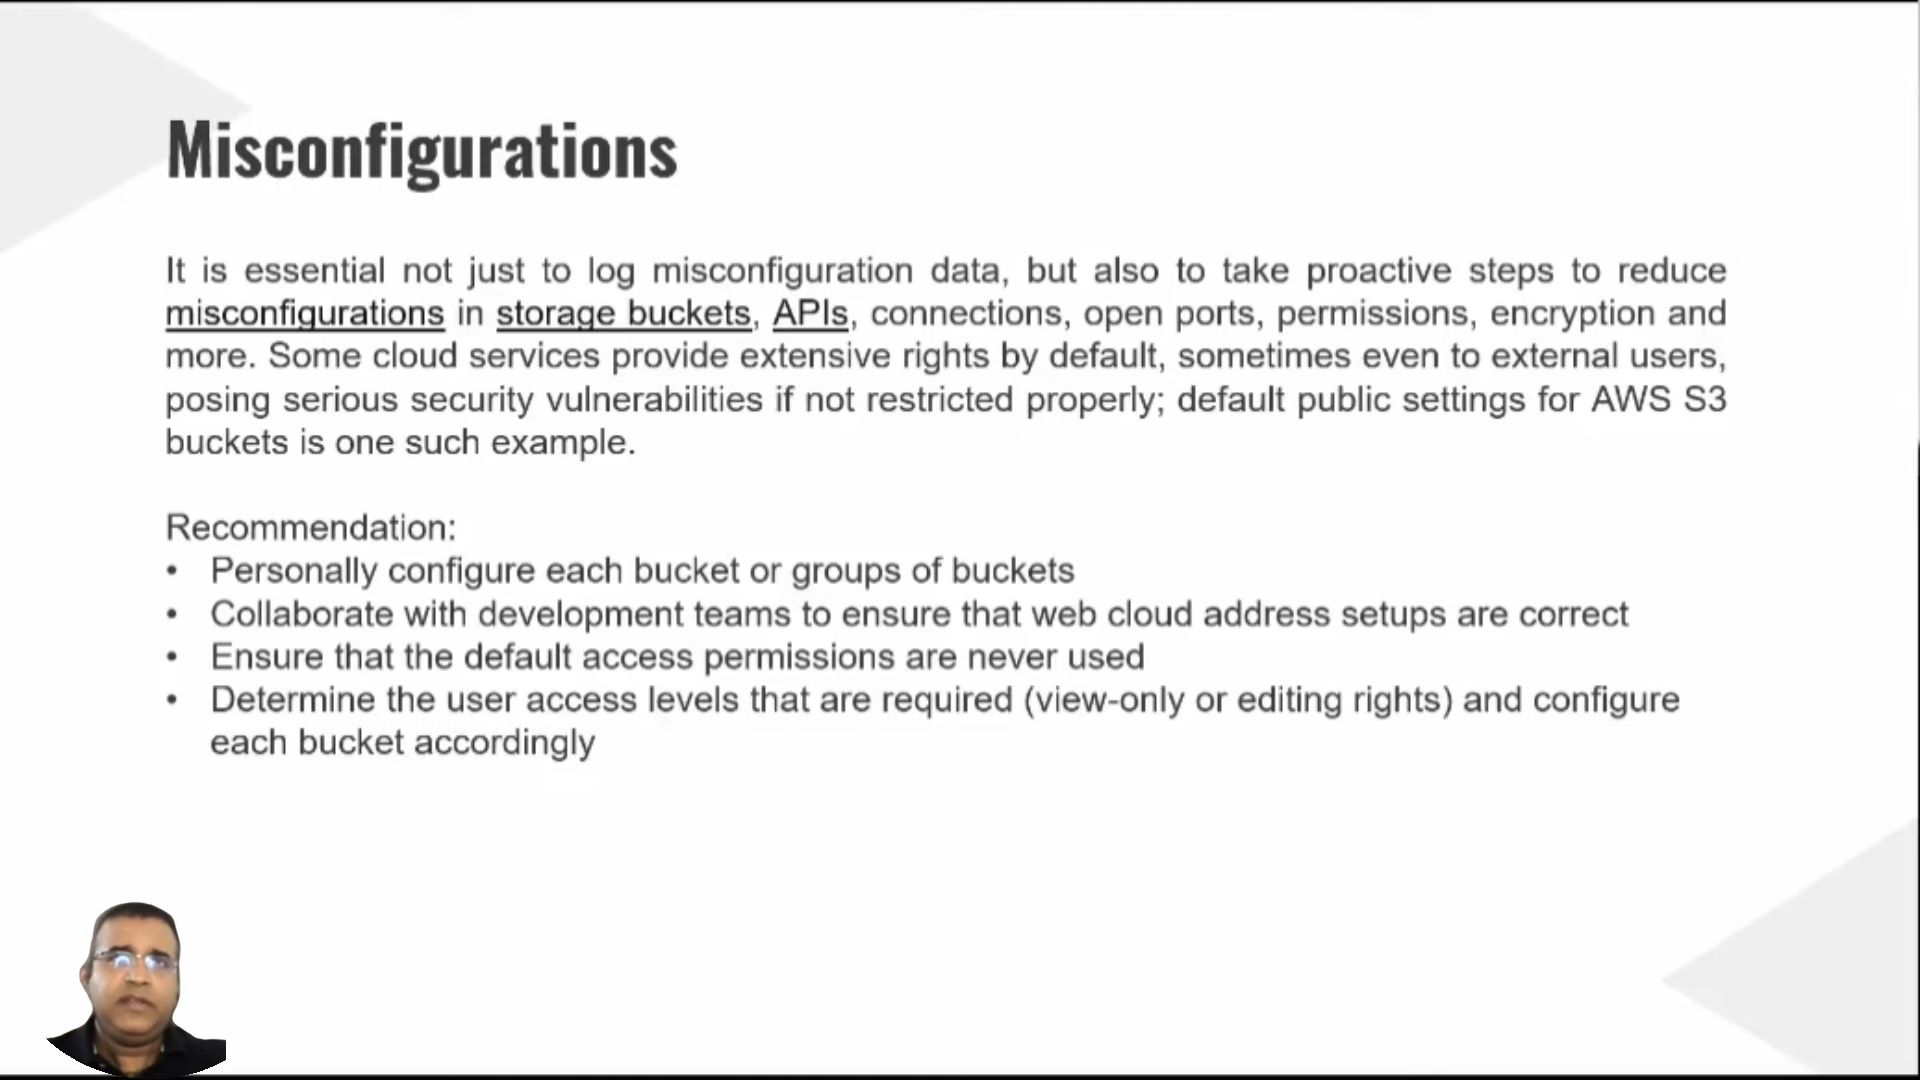 Misconfigurations
It is essential not just to log misconfiguration data, but also to take proactive steps to reduce
misconfigurations in storage buckets, APIs, connections, open ports, permissions, encryption and
more. Some cloud services provide extensive rights by default, sometimes even to external users,
posing serious security vulnerabilities if not restricted properly; default public settings for AWS S3
buckets is one such example.
Recommendation:
• Personally configure each bucket or groups of buckets
• Collaborate with development teams to ensure that web cloud address setups are correct
• Ensure that the default access permissions are never used
• Determine the user access levels that are required (view-only or editing rights) and configure
each bucket accordingly